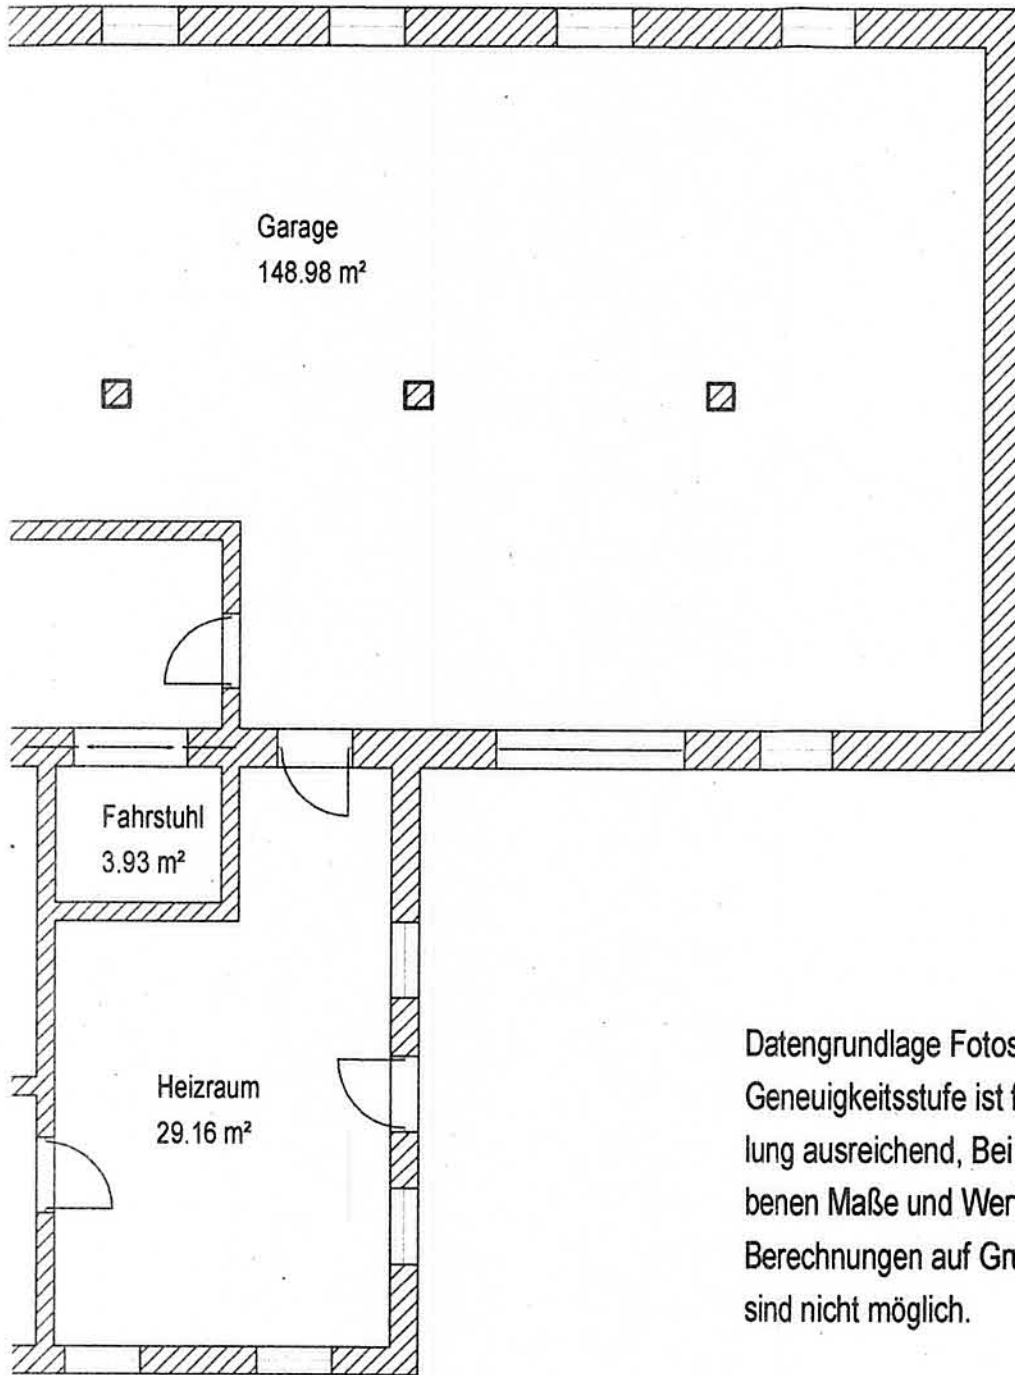 Garage
148.98 m²
Fahrstuhl
3.93 m²
Heizraum
29.16 m²
Datengrundlage Fotos
Geneuigkeitsstufe ist f
lung ausreichend, Bei
benen Maße und Wer
Berechnungen auf Gru
sind nicht möglich.